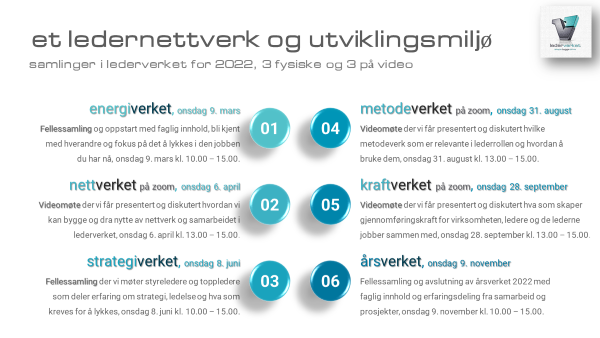 et ledernettverk og utviklingsmiljø
samlinger i lederverket for 2022, 3 fysiske og 3 på video
lederverket
energiverket, onsdag 9. mars
Fellessamling og oppstart med faglig innhold, bli kjent
med hverandre og fokus på det å lykkes i den jobben
du har nå, onsdag 9. mars kl. 10.00 – 15.00.
01
nettverket på zoom, onsdag 6. april
Videomøte der vi får presentert og diskutert hvordan vi
kan bygge og dra nytte av nettverk og samarbeidet i
lederverket, onsdag 6. april kl. 13.00 – 15.00.
02
strategiverket, onsdag 8. juni
Fellessamling der vi møter styreledere og toppledere
som deler erfaring om strategi, ledelse og hva som
kreves for å lykkes, onsdag 8. juni kl. 10.00 – 15.00.
03
04
metodeverket på zoom, onsdag 31. august
Videomøte der vi får presentert og diskutert hvilke
metodeverk som er relevante i lederrollen og hvordan å
bruke dem, onsdag 31. august kl. 13.00 – 15.00.
05
kraftverket på zoom, onsdag 28. september
Videomøte der vi får presentert og diskutert hva som skaper
gjennomføringskraft for virksomheten, ledere og de lederne
jobber sammen med, onsdag 28. september kl. 13.00 – 15.00.
06
årsverket, onsdag 9. november
Fellessamling og avslutning av årsverket 2022 med
faglig innhold og erfaringsdeling fra samarbeid og
prosjekter, onsdag 9. november kl. 10.00 – 15.00.